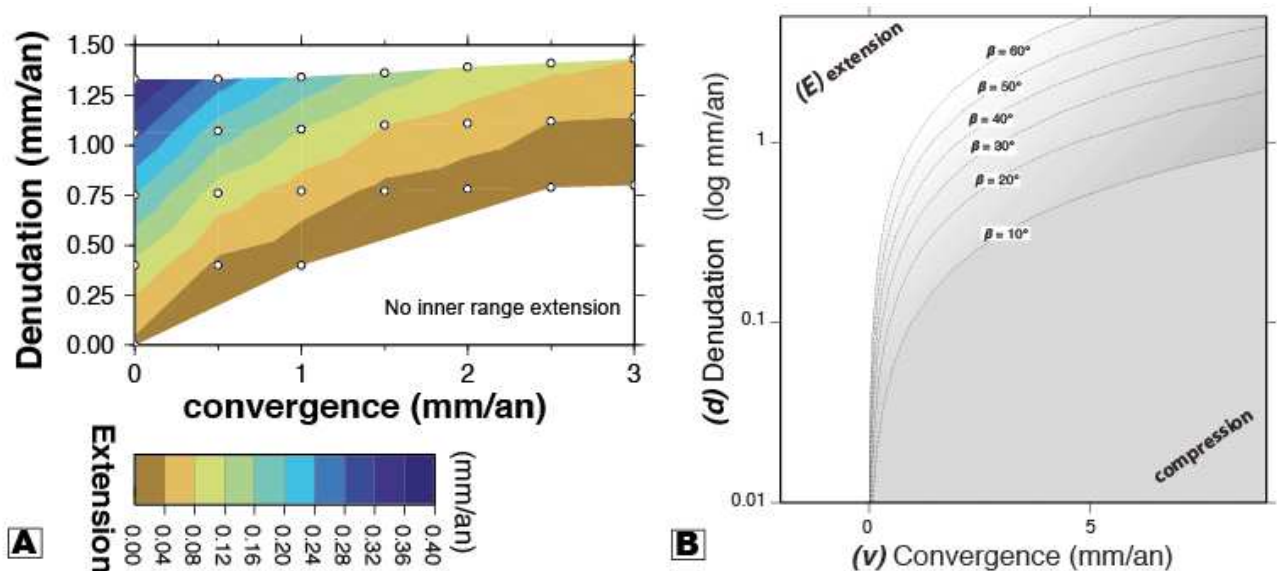 Denudation (mm/an)
1.50
1.25
1.00
0.75
0.50
0.25
0.00
No inner range extension
0
1
2
3
convergence (mm/an)
Extension
(mm/an)
0.00
0.04
0.08
0.12
0.16
0.20
0.24
0.28
0.32
0.36
0.40
A
(d) Denudation (log mm/an)
1
0.1
0.01
(E) extension
β = 60°
β = 50°
β = 40°
β = 30°
β = 20°
β = 10°
compression
0
5
(v) Convergence (mm/an)
B